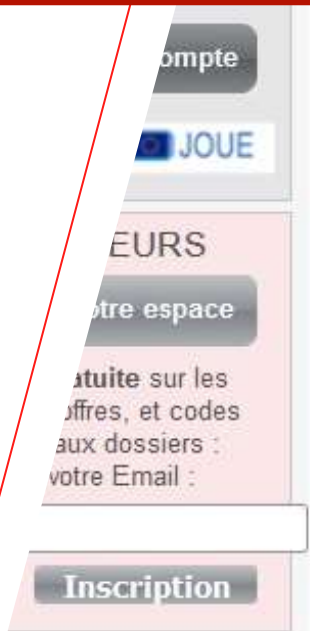 ompte
JOUE
EURS
tre espace
atuite sur les
offres, et codes
aux dossiers :
votre Email :
Inscription